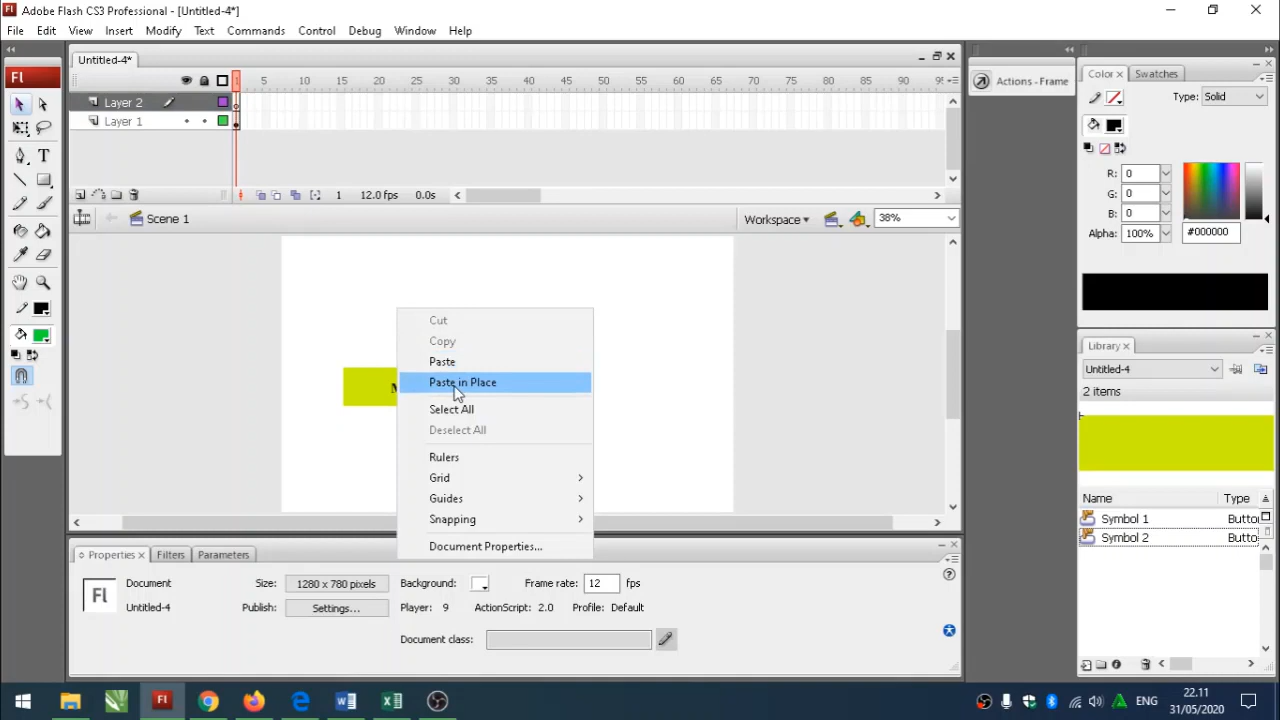 Adobe Flash CS3 Professional - [Untitled-4*]
File Edit View Insert Modify Text Commands Control Debug Window Help
Untitled-4*
Fl
1 5 10 15 20 25 30 35 40 45 50 55 60 65 70 75 80 85 90
Layer 2
Layer 1
1 12.0 fps 0.0s
Scene 1
Workspace 38%
Cut
Copy
Paste
Paste in Place
Select All
Deselect All
Rulers
Grid
Guides
Snapping
Document Properties...
Properties Filters Parameters
Fl
Document
Untitled-4
Size: 1280 x 780 pixels Background: Frame rate: 12 fps
Publish: Settings... Player: 9 ActionScript: 2.0 Profile: Default
Document class:
Actions - Frame
Color Swatches
Type: Solid
R: 0
G: 0
B: 0
Alpha: 100% #000000
Library
Untitled-4
2 items
Name Type
Symbol 1 Butto
Symbol 2 Butto
Fl
ENG
22.11
31/05/2020